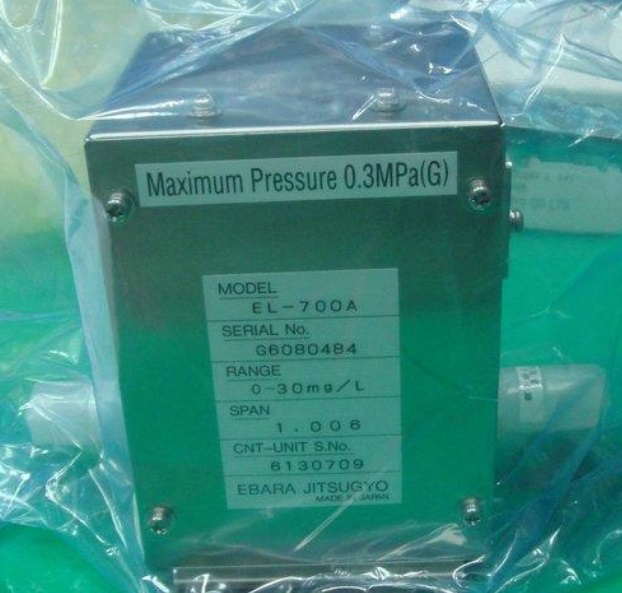 Maximum Pressure 0.3MPa(G)
MODEL
EL-700A
SERIAL No.
G6080484
RANGE
0~30mg/L
SPAN
1.006
CNT-UNIT S.No.
6130709
EBARA JITSUGYO
MADE IN JAPAN